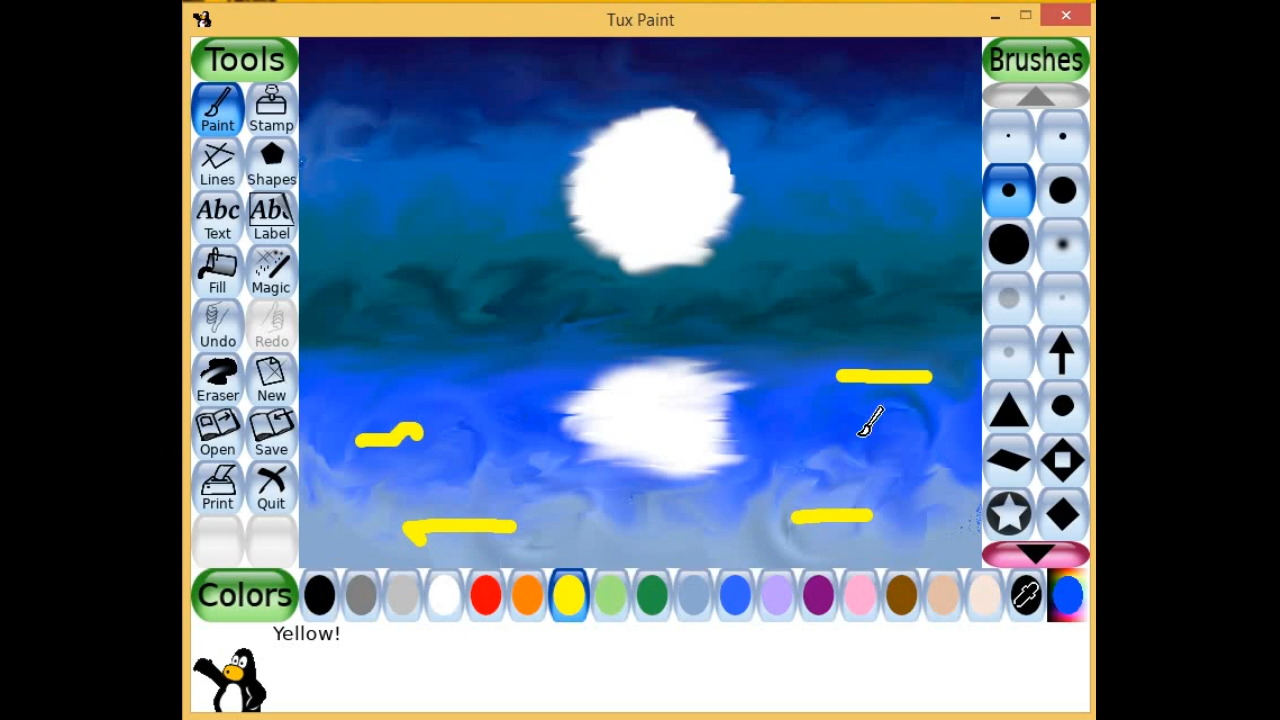 Tux Paint
Tools
Brushes
Paint
Stamp
Lines
Shapes
Abc
Abc
Text
Label
Fill
Magic
Undo
Redo
Eraser
New
Open
Save
Print
Quit
Colors
Yellow!